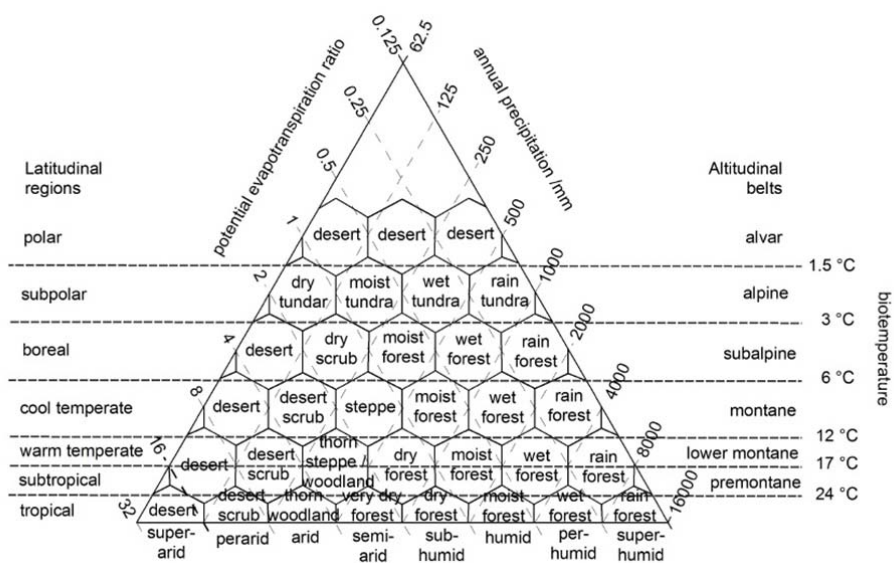 0.125 62.5
potential evapotranspiration ratio
annual precipitation /mm
0.25 125
0.5 250
Latitudinal
regions
Altitudinal
belts
1 500
polar desert desert desert alvar
1.5 °C
2 1000
subpolar dry
tundar moist
tundra wet
tundra rain
tundra alpine
3 °C
4 2000
boreal desert dry
scrub moist
forest wet
forest rain
forest subalpine
6 °C
biotemperature
8 4000
cool temperate desert desert
scrub steppe moist
forest wet
forest rain
forest montane
12 °C
16 8000
warm temperate lower montane
desert desert
scrub thorn
steppe /
woodland dry
forest moist
forest wet
forest rain
forest
17 °C
subtropical premontane
24 °C
32 16000
tropical desert desert
scrub thorn
woodland very dry
forest dry
forest moist
forest wet
forest rain
forest
super-
arid perarid arid semi-
arid sub-
humid humid per-
humid super-
humid